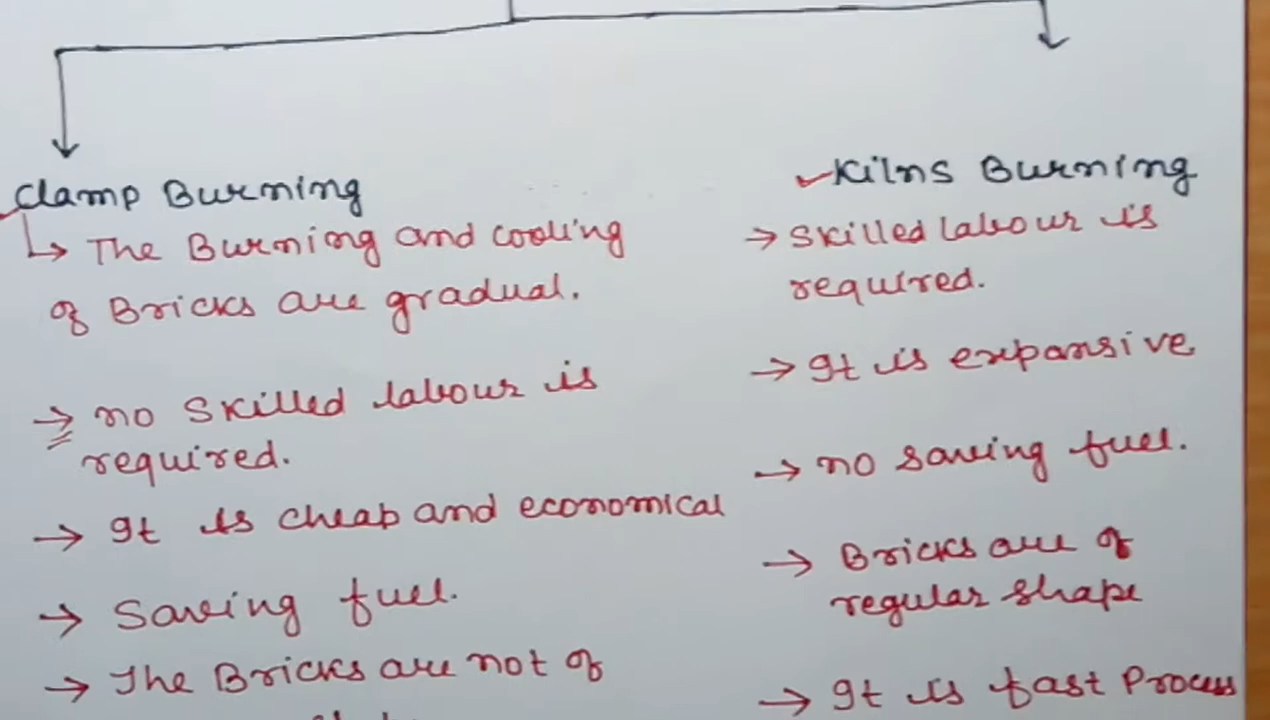 Clamp Burning
→ The Burning and cooling
of Bricks are gradual.
→ no skilled labour is
required.
→ It is cheap and economical
→ Saving fuel.
→ The Bricks are not of
Kilns Burning
→ Skilled labour is
required.
→ It is expansive
→ no saving fuel.
→ Bricks are of
regular shape
→ It is fast Process